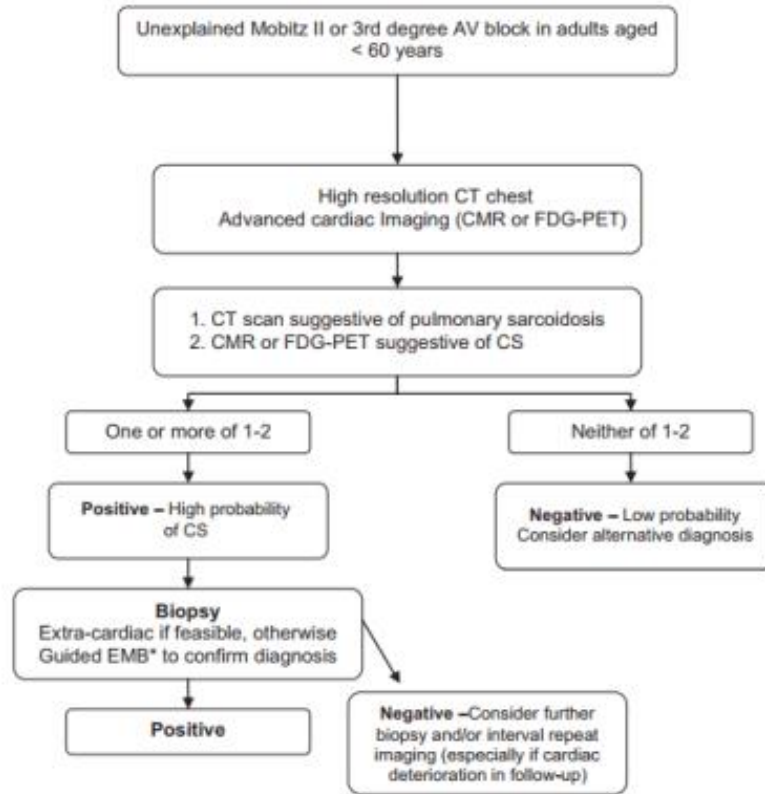 Unexplained Mobitz II or 3rd degree AV block in adults aged
< 60 years
High resolution CT chest
Advanced cardiac Imaging (CMR or FDG-PET)
1. CT scan suggestive of pulmonary sarcoidosis
2. CMR or FDG-PET suggestive of CS
One or more of 1-2
Neither of 1-2
Positive – High probability
of CS
Negative – Low probability
Consider alternative diagnosis
Biopsy
Extra-cardiac if feasible, otherwise
Guided EMB* to confirm diagnosis
Positive
Negative –Consider further
biopsy and/or interval repeat
imaging (especially if cardiac
deterioration in follow-up)